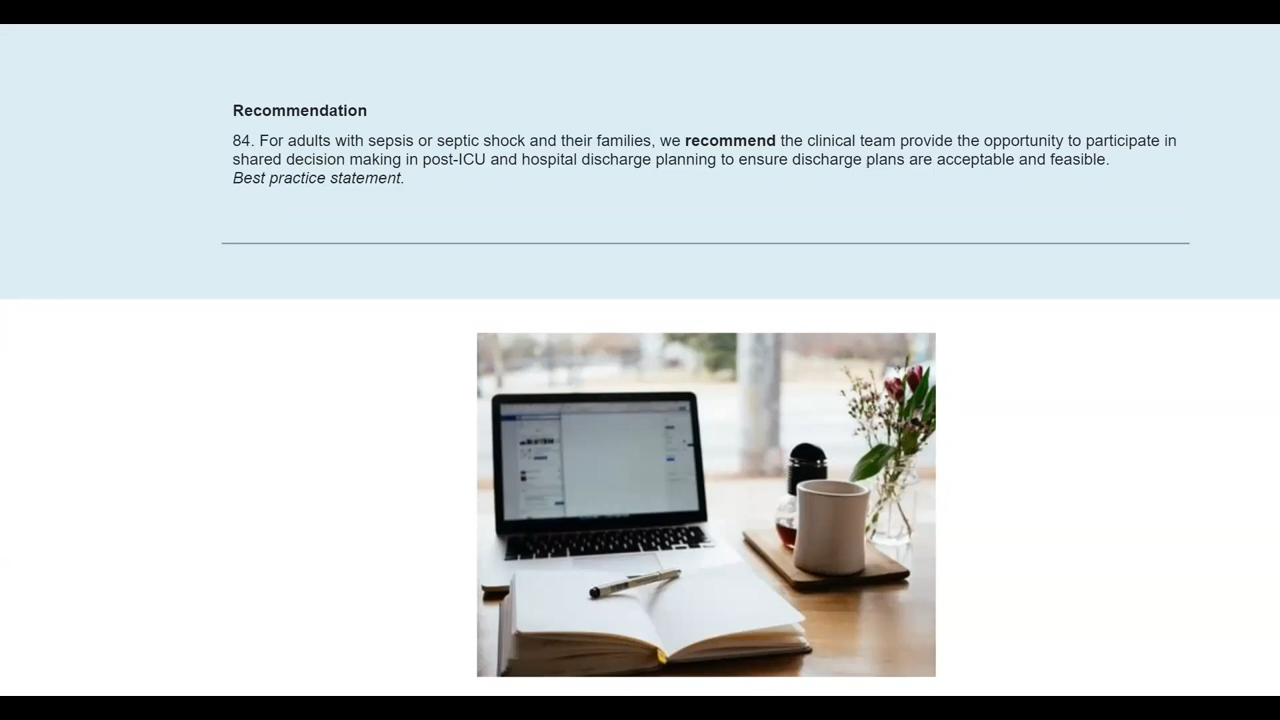 Recommendation
84. For adults with sepsis or septic shock and their families, we recommend the clinical team provide the opportunity to participate in
shared decision making in post-ICU and hospital discharge planning to ensure discharge plans are acceptable and feasible.
Best practice statement.